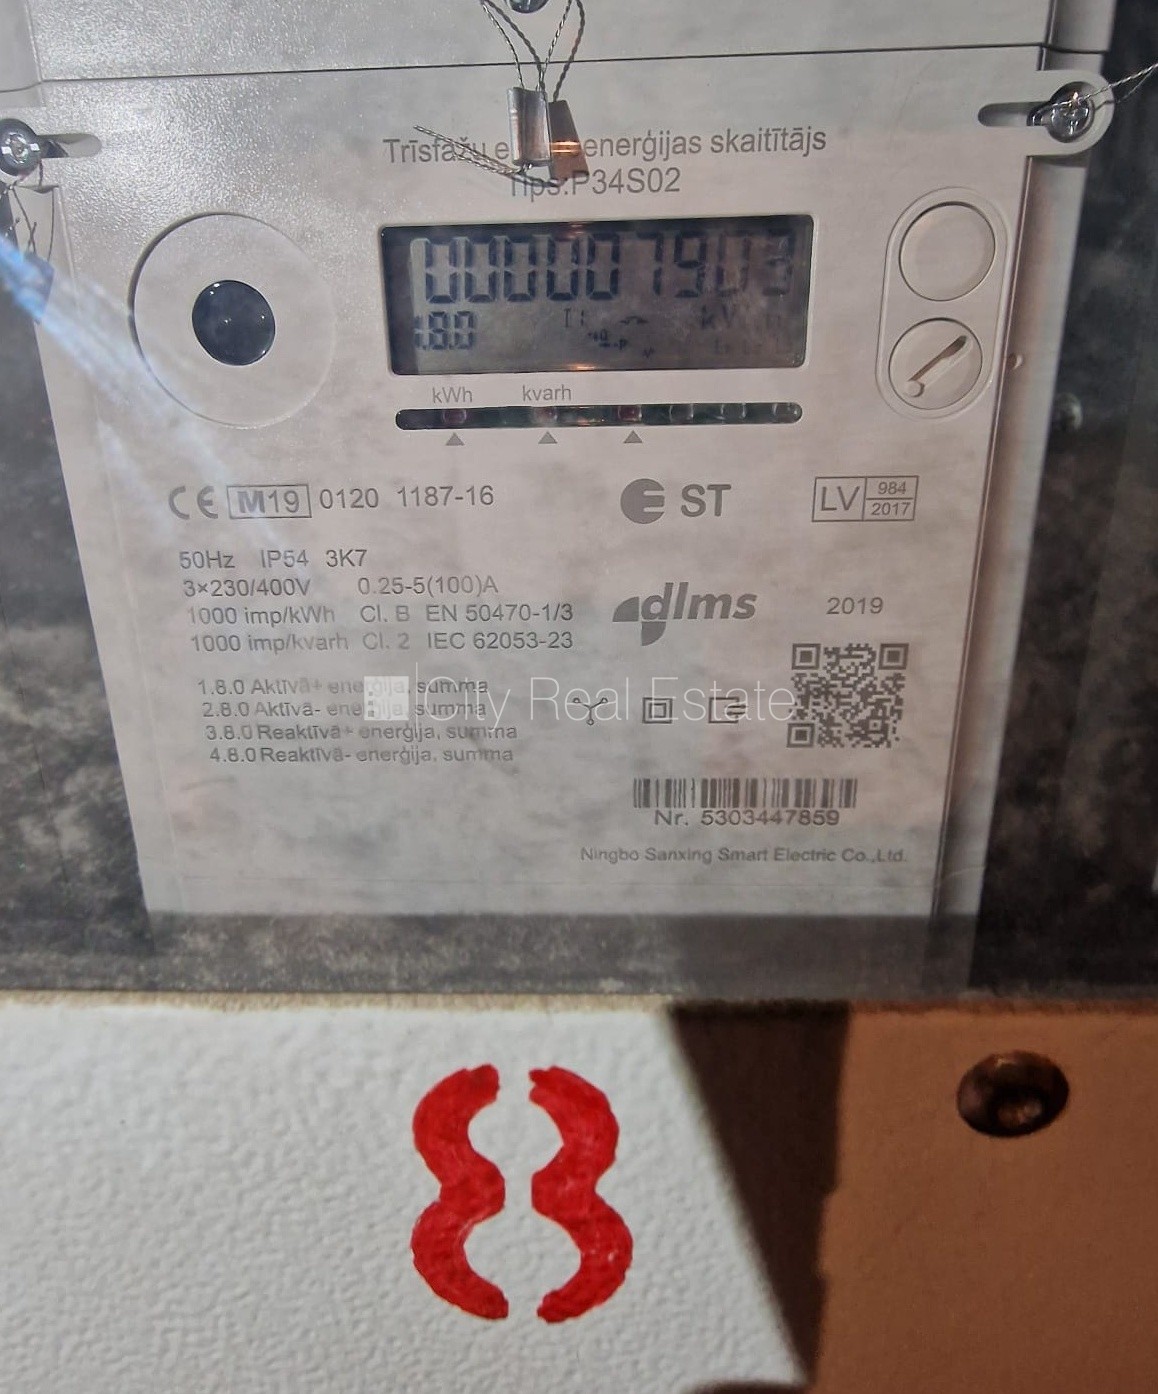 Trīsfažu enerģijas skaitītājs
Tips:P34S02
000007903
1.8.0
kWh kvarh
CE M19 0120 1187-16
ST
LV 984 2017
50Hz IP54 3K7
3×230/400V 0.25-5(100)A
1000 imp/kWh Cl. B EN 50470-1/3
1000 imp/kvarh Cl. 2 IEC 62053-23
dlms
2019
1.8.0 Aktīvā+ enerģija, summa
2.8.0 Aktīvā- enerģija, summa
3.8.0 Reaktīvā+ enerģija, summa
4.8.0 Reaktīvā- enerģija, summa
City Real Estate
Nr. 5303447859
Ningbo Sanxing Smart Electric Co.,Ltd.
8